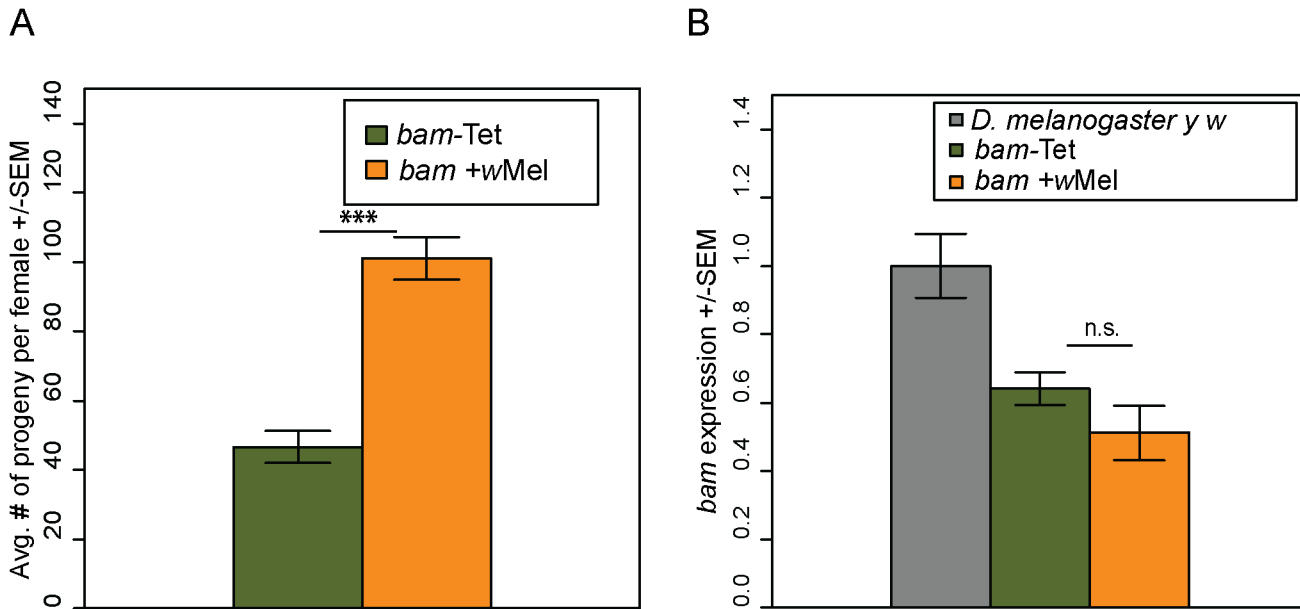 A
Avg. # of progeny per female +/-SEM
140
120
100
80
60
40
20
0
bam-Tet
bam +wMel
***
B
bam expression +/-SEM
1.4
1.2
1.0
0.8
0.6
0.4
0.2
0.0
D. melanogaster y w
bam-Tet
bam +wMel
n.s.